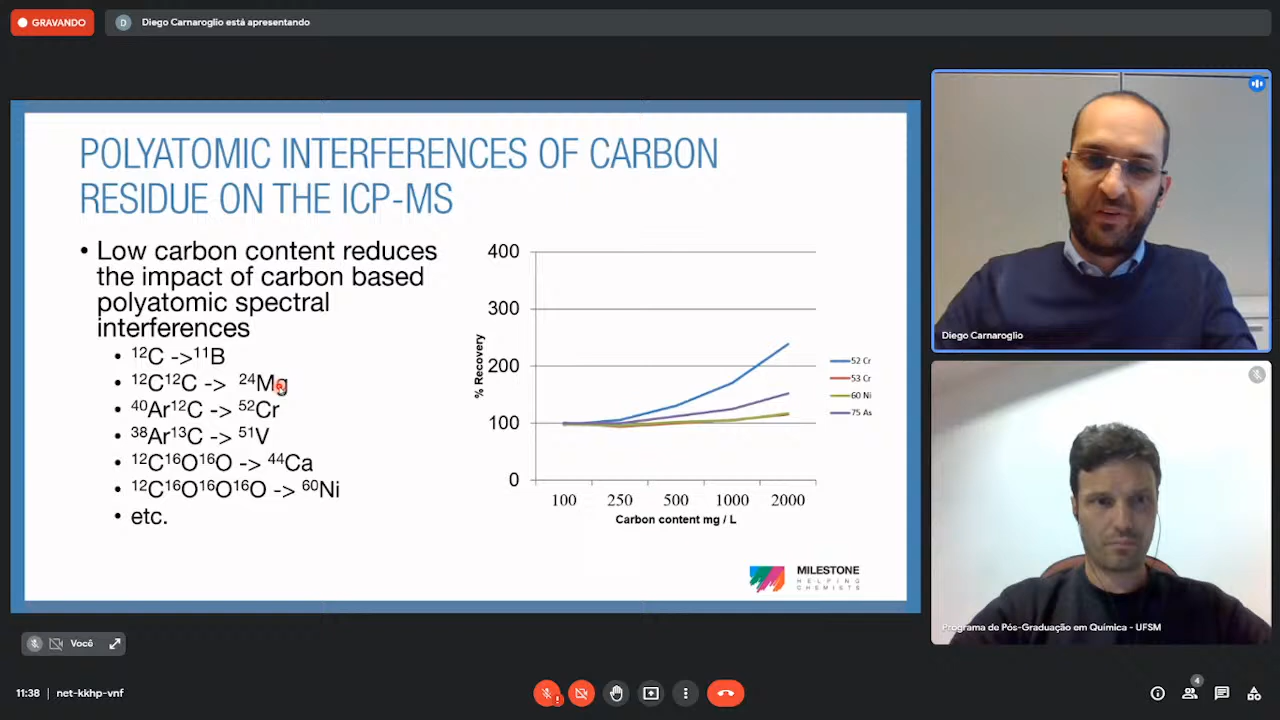 GRAVANDO
D Diego Carnaroglio está apresentando
POLYATOMIC INTERFERENCES OF CARBON
RESIDUE ON THE ICP-MS
• Low carbon content reduces
the impact of carbon based
polyatomic spectral
interferences
• ¹²C ->¹¹B
• ¹²C¹²C -> ²⁴Mg
• ⁴⁰Ar¹²C -> ⁵²Cr
• ³⁸Ar¹³C -> ⁵¹V
• ¹²C¹⁶O¹⁶O -> ⁴⁴Ca
• ¹²C¹⁶O¹⁶O¹⁶O -> ⁶⁰Ni
• etc.
% Recovery
400
300
200
100
0
100 250 500 1000 2000
Carbon content mg / L
52 Cr
53 Cr
60 Ni
75 As
MILESTONE
HELPING
CHEMISTS
Diego Carnaroglio
Programa de Pós-Graduação em Química - UFSM
Você
11:38 | net-kkhp-vnf
4